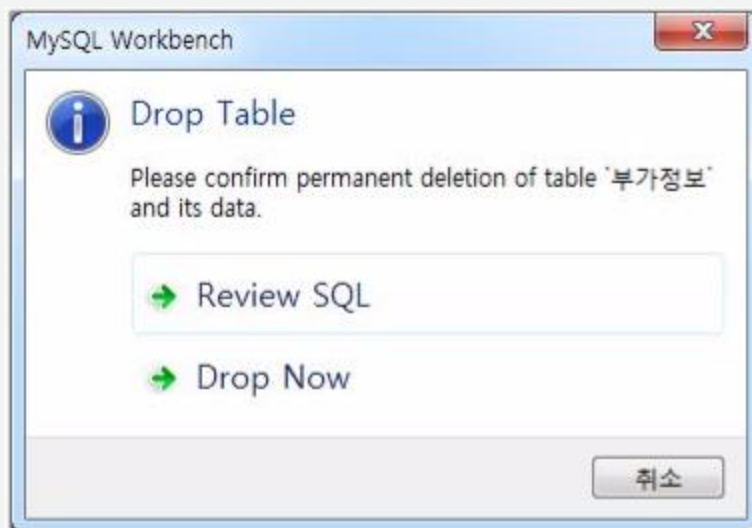 MySQL Workbench
Drop Table
Please confirm permanent deletion of table `부가정보`
and its data.
Review SQL
Drop Now
취소